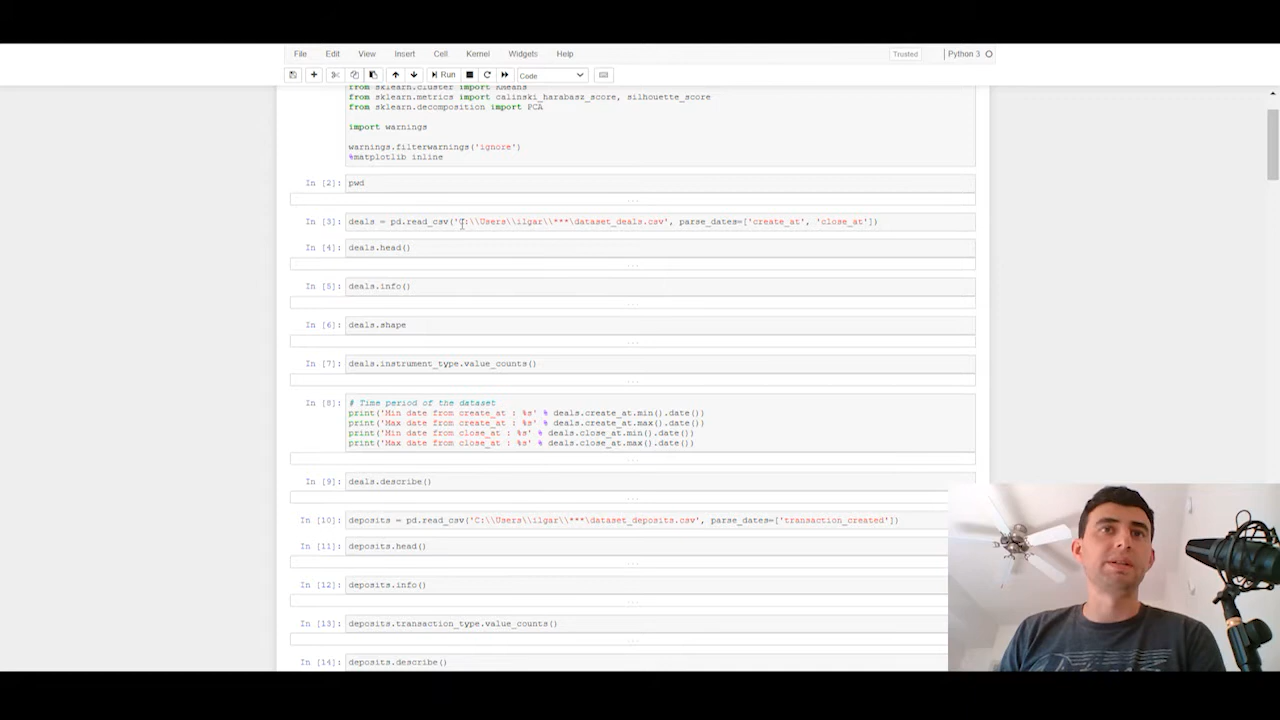 File Edit View Insert Cell Kernel Widgets Help Trusted Python 3
Run Code
from sklearn.cluster import KMeans
from sklearn.metrics import calinski_harabasz_score, silhouette_score
from sklearn.decomposition import PCA
import warnings
warnings.filterwarnings('ignore')
%matplotlib inline
In [2]: pwd
...
In [3]: deals = pd.read_csv('C:\\Users\\ilgar\\***\dataset_deals.csv', parse_dates=['create_at', 'close_at'])
In [4]: deals.head()
...
In [5]: deals.info()
...
In [6]: deals.shape
...
In [7]: deals.instrument_type.value_counts()
...
In [8]: # Time period of the dataset
print('Min date from create_at : %s' % deals.create_at.min().date())
print('Max date from create_at : %s' % deals.create_at.max().date())
print('Min date from close_at : %s' % deals.close_at.min().date())
print('Max date from close_at : %s' % deals.close_at.max().date())
...
In [9]: deals.describe()
...
In [10]: deposits = pd.read_csv('C:\\Users\\ilgar\\***\dataset_deposits.csv', parse_dates=['transaction_created'])
In [11]: deposits.head()
...
In [12]: deposits.info()
...
In [13]: deposits.transaction_type.value_counts()
...
In [14]: deposits.describe()